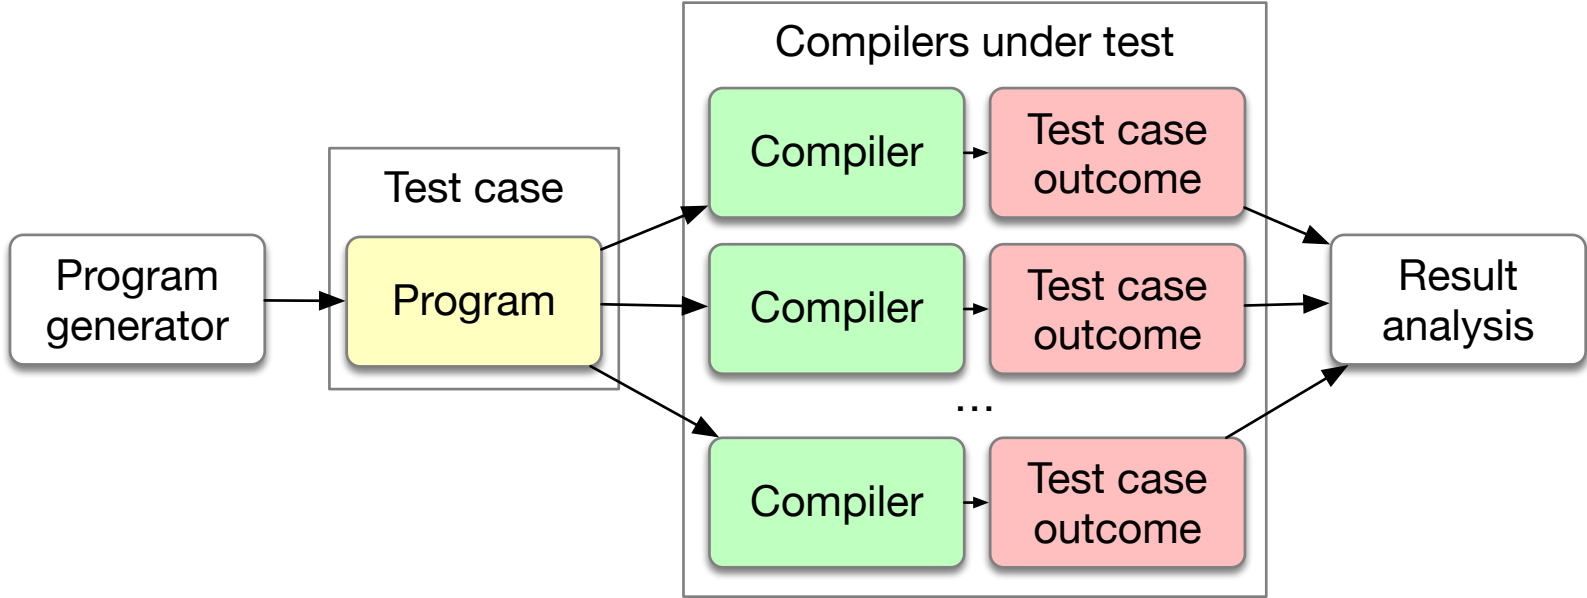 Compilers under test
Test case
Program
generator
Program
Compiler
Test case
outcome
Compiler
Test case
outcome
...
Compiler
Test case
outcome
Result
analysis